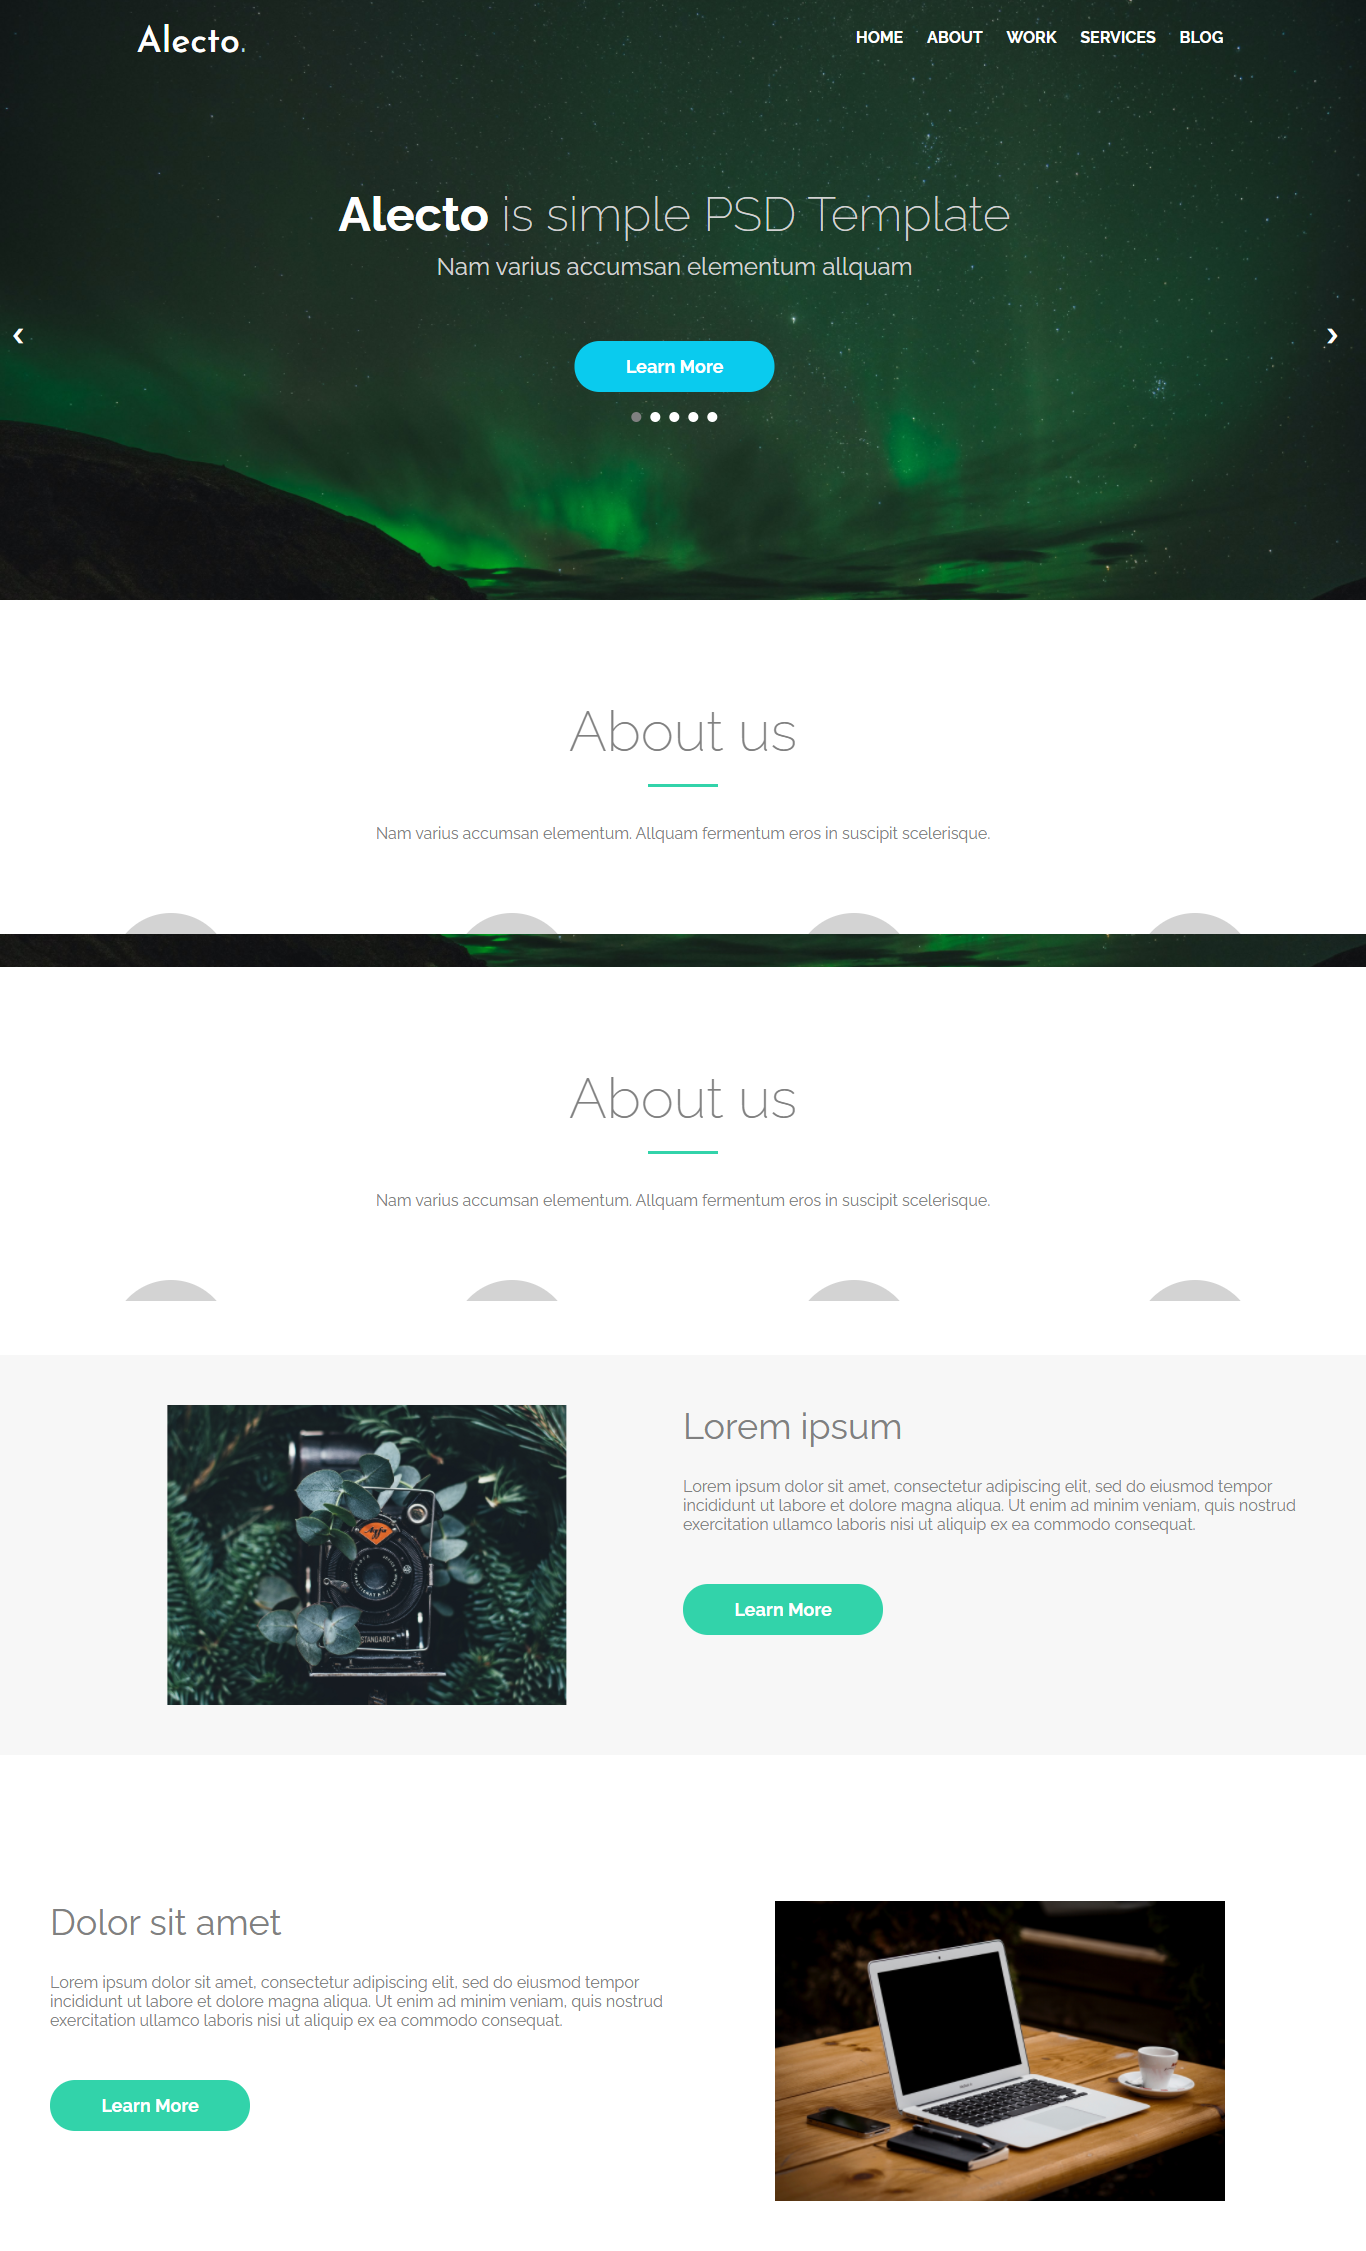 Alecto.
HOME ABOUT WORK SERVICES BLOG
Alecto is simple PSD Template
Nam varius accumsan elementum allquam
Learn More
About us
Nam varius accumsan elementum. Allquam fermentum eros in suscipit scelerisque.
About us
Nam varius accumsan elementum. Allquam fermentum eros in suscipit scelerisque.
Lorem ipsum
Lorem ipsum dolor sit amet, consectetur adipiscing elit, sed do eiusmod tempor
incididunt ut labore et dolore magna aliqua. Ut enim ad minim veniam, quis nostrud
exercitation ullamco laboris nisi ut aliquip ex ea commodo consequat.
Learn More
STANDARD
Dolor sit amet
Lorem ipsum dolor sit amet, consectetur adipiscing elit, sed do eiusmod tempor
incididunt ut labore et dolore magna aliqua. Ut enim ad minim veniam, quis nostrud
exercitation ullamco laboris nisi ut aliquip ex ea commodo consequat.
Learn More